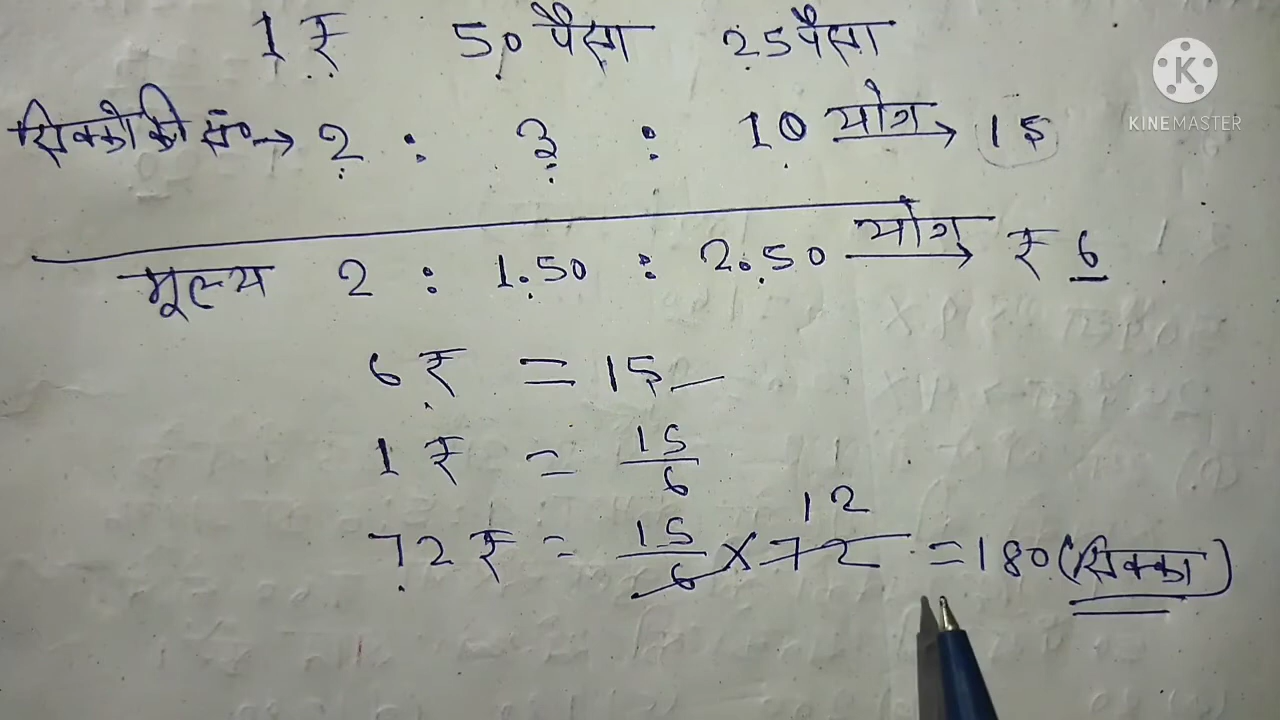 1 ₹ 50 पैसा 25 पैसा
K
KINEMASTER
सिक्को की सं० → 2 : 3 : 10 योग → 15
मूल्य 2 : 1.50 : 2.50 योग → ₹ 6
6 ₹ = 15
1 ₹ = 15/6
72 ₹ = 15/6 × 72 12 = 180 (सिक्का)